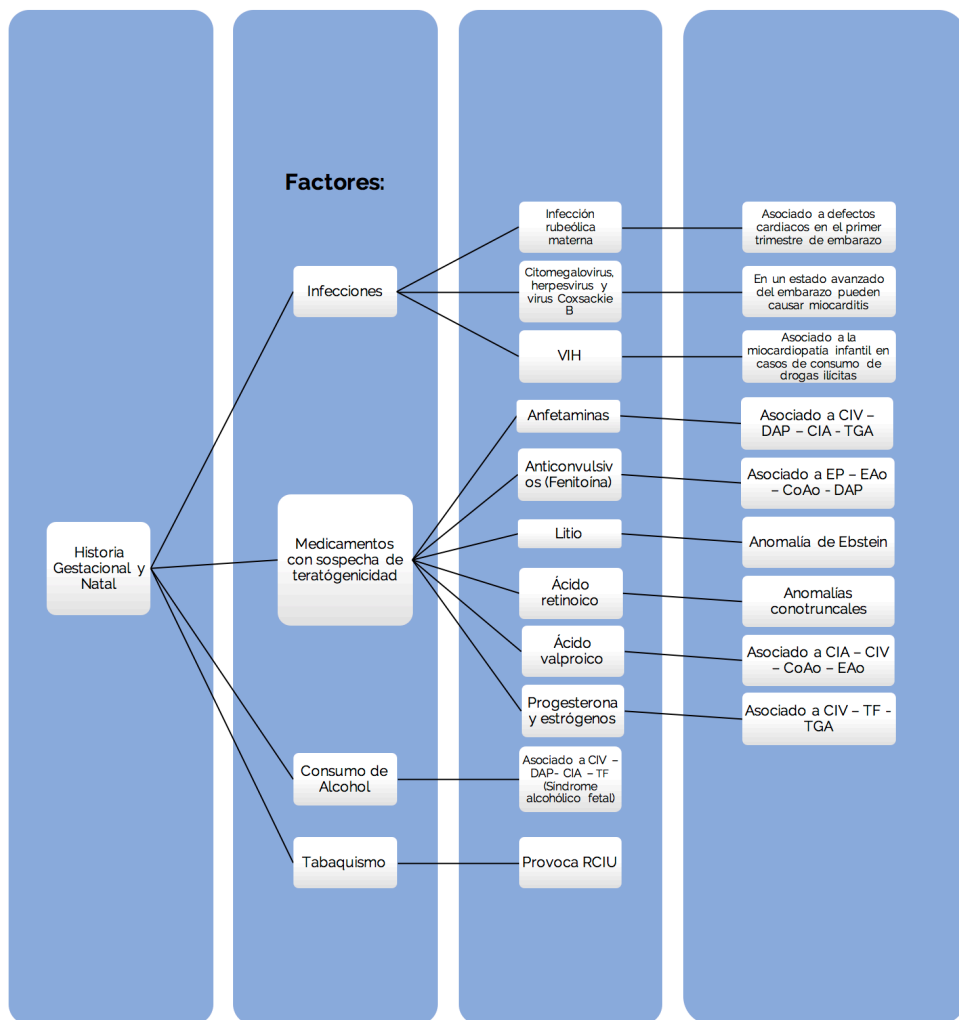 Factores:
Historia
Gestacional y
Natal
Infecciones
Infección
rubeólica
materna
Asociado a defectos
cardiacos en el primer
trimestre de embarazo
Citomegalovirus,
herpesvirus y
virus Coxsackie
B
En un estado avanzado
del embarazo pueden
causar miocarditis
VIH
Asociado a la
miocardiopatía infantil en
casos de consumo de
drogas ilícitas
Medicamentos
con sospecha de
teratógenicidad
Anfetaminas
Asociado a CIV –
DAP – CIA - TGA
Anticonvulsiv
os (Fenitoina)
Asociado a EP – EAo
– CoAo - DAP
Litio
Anomalía de Ebstein
Ácido
retinoico
Anomalías
conotruncales
Ácido
valproico
Asociado a CIA – CIV
– CoAo – EAo
Progesterona
y estrógenos
Asociado a CIV – TF -
TGA
Consumo de
Alcohol
Asociado a CIV –
DAP- CIA – TF
(Síndrome
alcohólico fetal)
Tabaquismo
Provoca RCIU